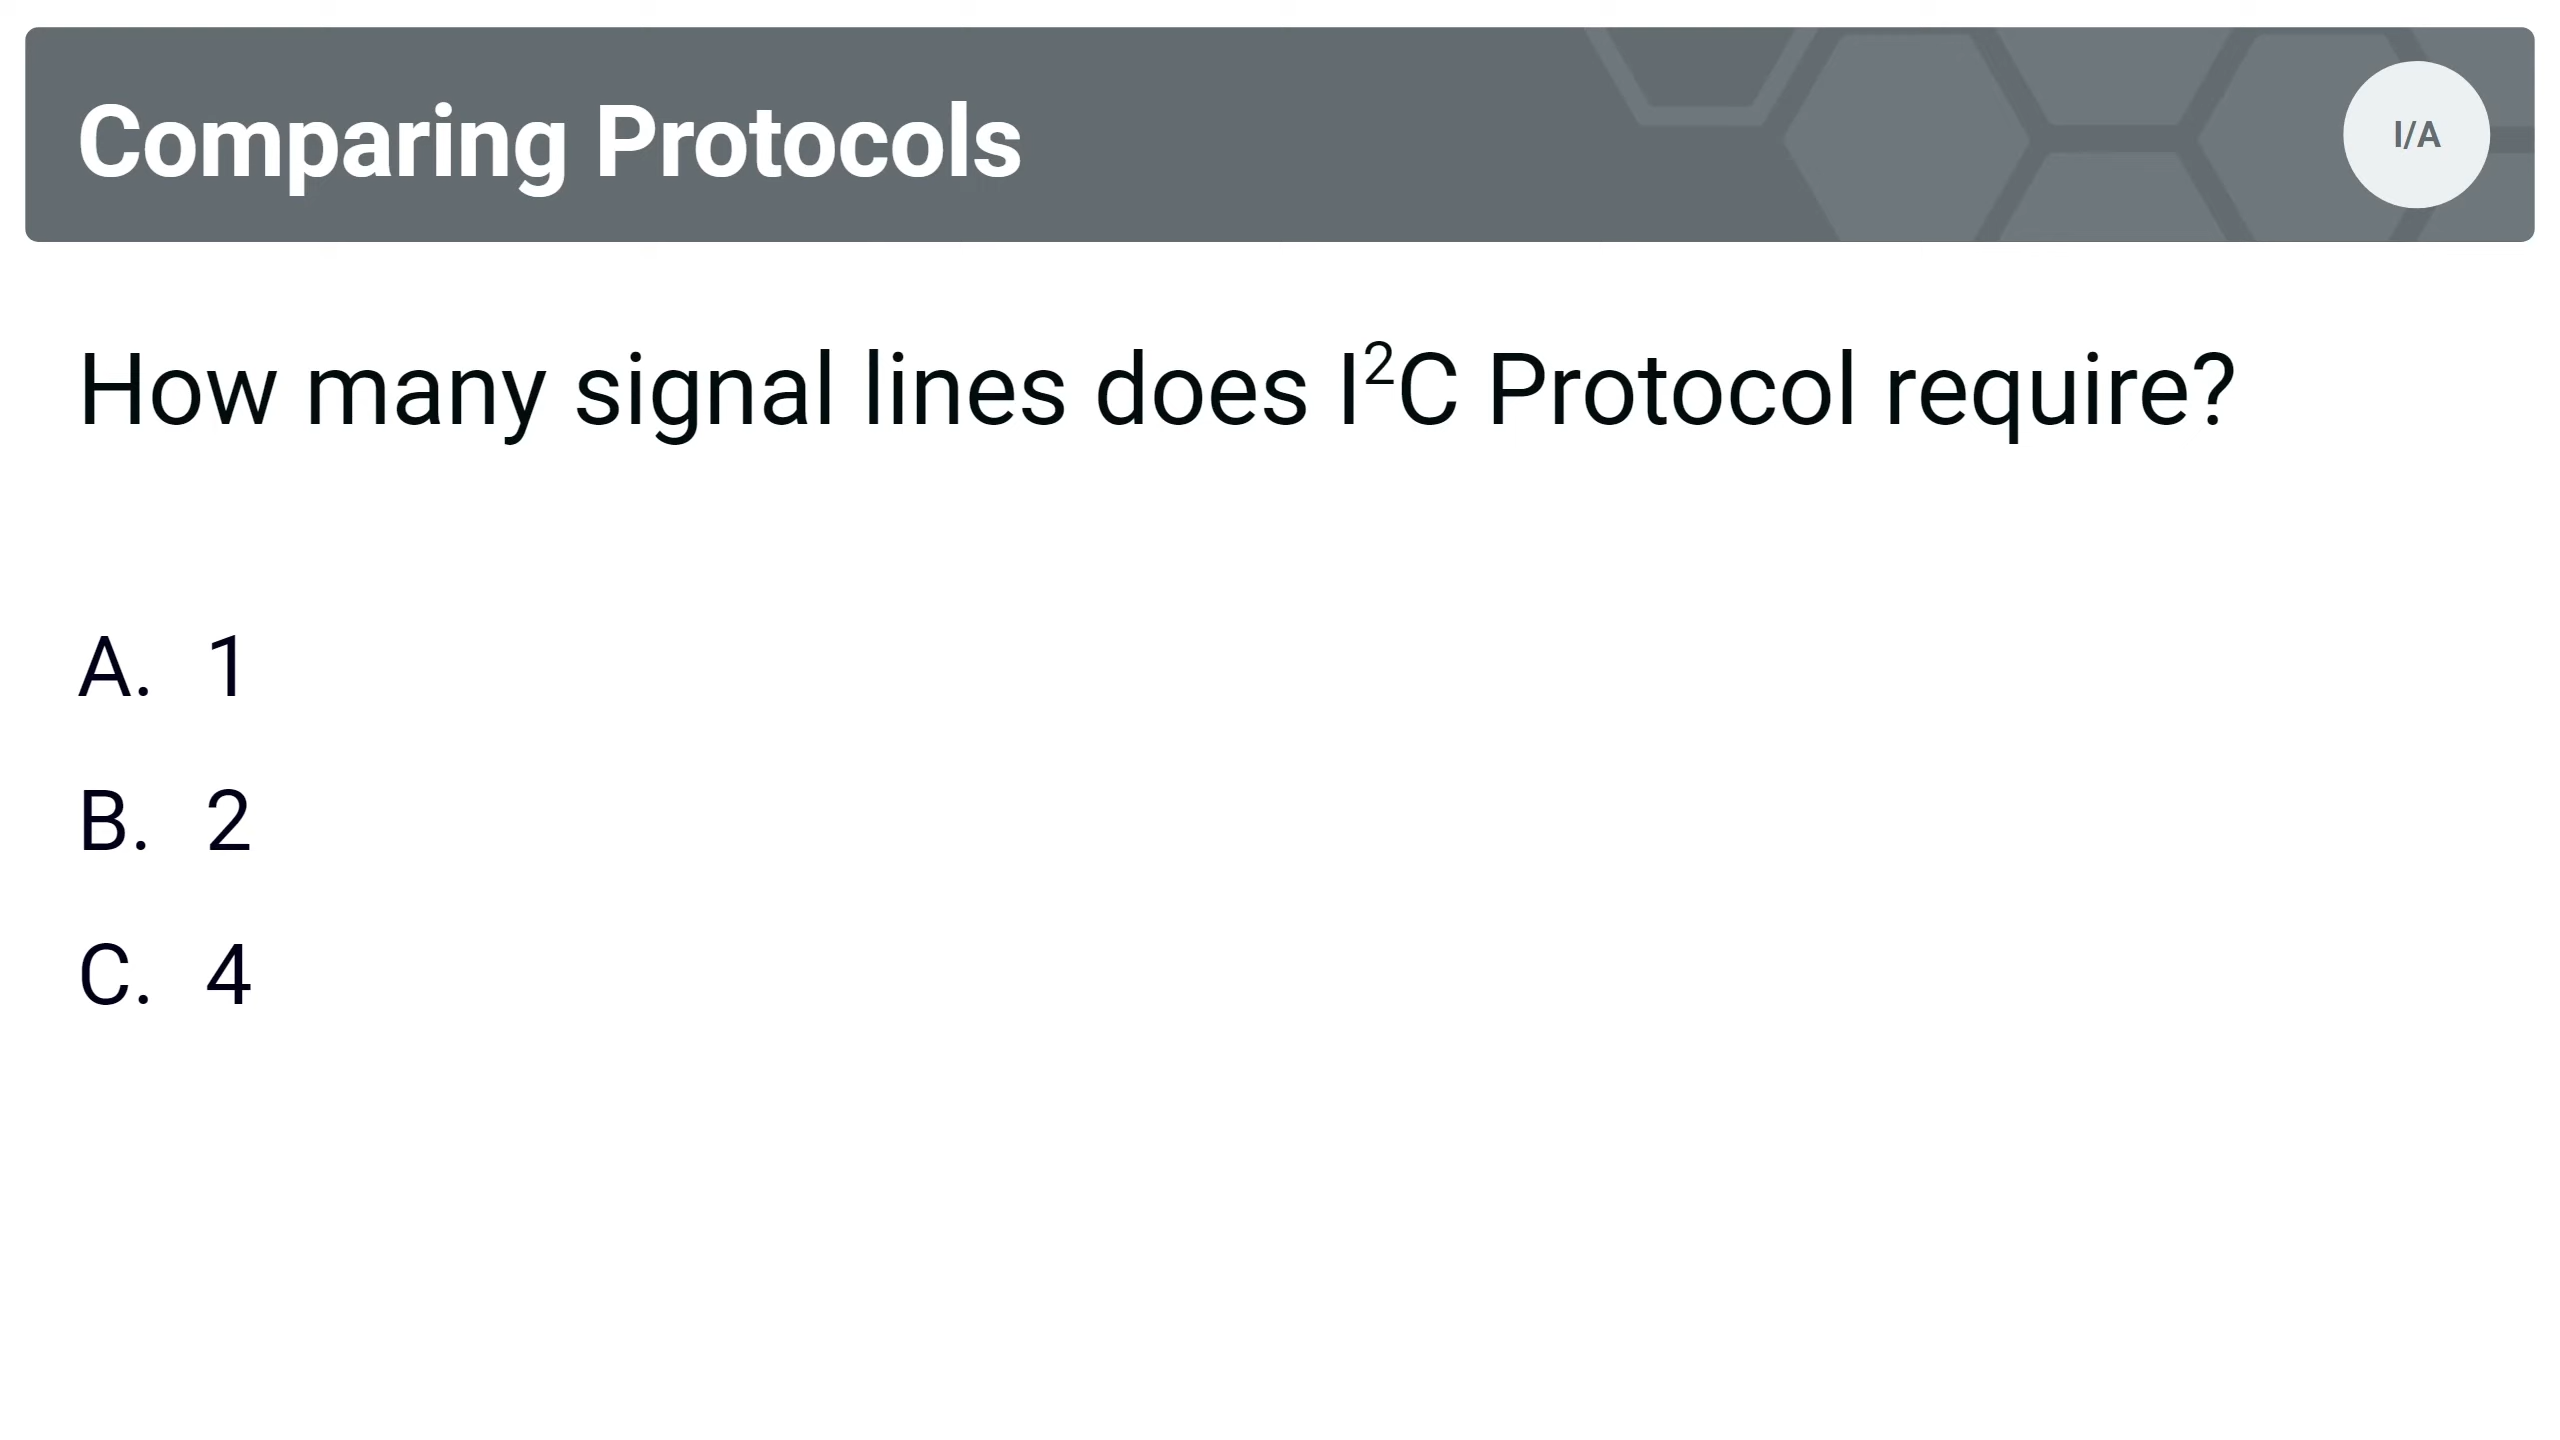 Comparing Protocols
I/A
How many signal lines does I²C Protocol require?
A. 1
B. 2
C. 4